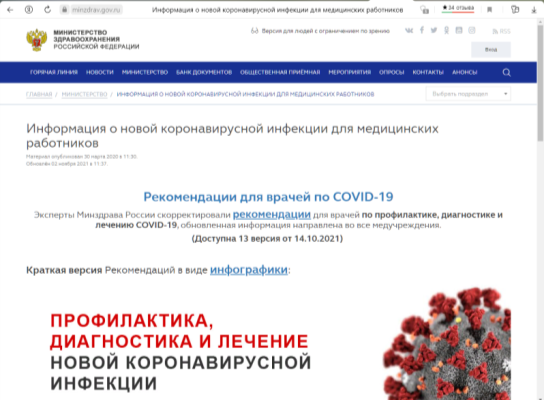 minzdrav.gov.ru
Информация о новой коронавирусной инфекции для медицинских работников
34 отзыва
МИНИСТЕРСТВО
ЗДРАВООХРАНЕНИЯ
РОССИЙСКОЙ ФЕДЕРАЦИИ
Версия для людей с ограничением по зрению
RSS
Вход
ГОРЯЧАЯ ЛИНИЯ НОВОСТИ МИНИСТЕРСТВО БАНК ДОКУМЕНТОВ ОБЩЕСТВЕННАЯ ПРИЁМНАЯ МЕРОПРИЯТИЯ ОПРОСЫ КОНТАКТЫ АНОНСЫ
ГЛАВНАЯ / МИНИСТЕРСТВО / ИНФОРМАЦИЯ О НОВОЙ КОРОНАВИРУСНОЙ ИНФЕКЦИИ ДЛЯ МЕДИЦИНСКИХ РАБОТНИКОВ
Выбрать подраздел
Информация о новой коронавирусной инфекции для медицинских
работников
Материал опубликован 30 марта 2020 в 11:30.
Обновлён 02 ноября 2021 в 11:37.
Рекомендации для врачей по COVID-19
Эксперты Минздрава России скорректировали рекомендации для врачей по профилактике, диагностике и
лечению COVID-19, обновленная информация направлена во все медучреждения.
(Доступна 13 версия от 14.10.2021)
Краткая версия Рекомендаций в виде инфографики:
ПРОФИЛАКТИКА,
ДИАГНОСТИКА И ЛЕЧЕНИЕ
НОВОЙ КОРОНАВИРУСНОЙ
ИНФЕКЦИИ